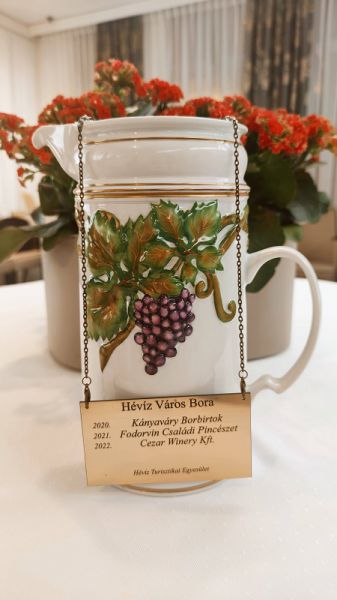 Hévíz Város Bora
2020. Kányaváry Borbirtok
2021. Fodorvin Családi Pincészet
2022. Cezar Winery Kft.
Hévíz Turisztikai Egyesület